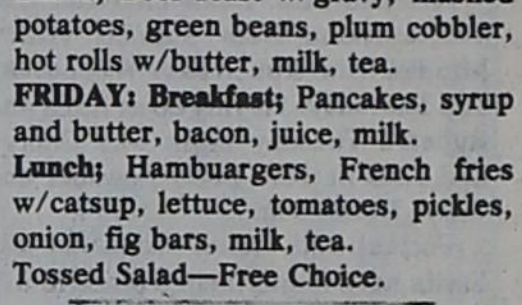 potatoes, green beans, plum cobbler,
hot rolls w/butter, milk, tea.
FRIDAY: Breakfast; Pancakes, syrup
and butter, bacon, juice, milk.
Lunch; Hambuargers, French fries
w/catsup, lettuce, tomatoes, pickles,
onion, fig bars, milk, tea.
Tossed Salad—Free Choice.